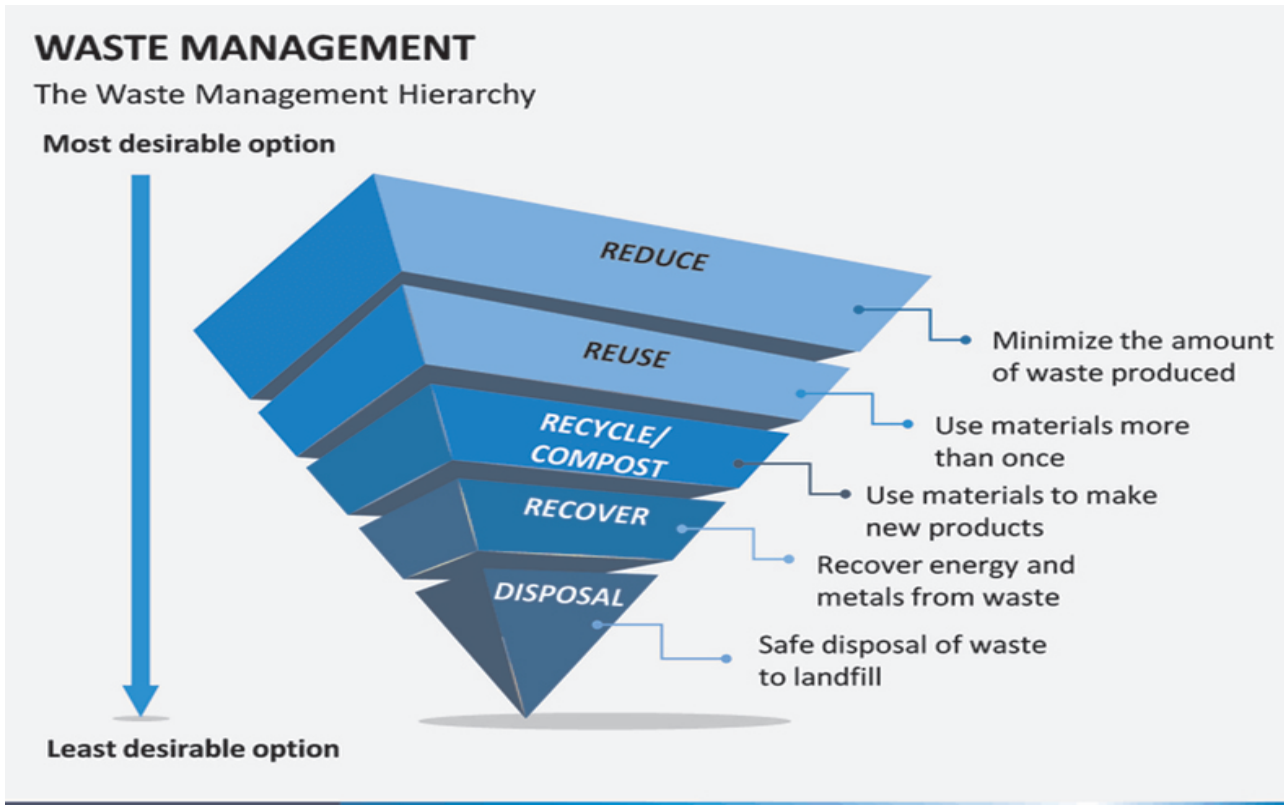 WASTE MANAGEMENT
The Waste Management Hierarchy
Most desirable option
REDUCE
Minimize the amount
of waste produced
REUSE
Use materials more
than once
RECYCLE/
COMPOST
Use materials to make
new products
RECOVER
Recover energy and
metals from waste
DISPOSAL
Safe disposal of waste
to landfill
Least desirable option